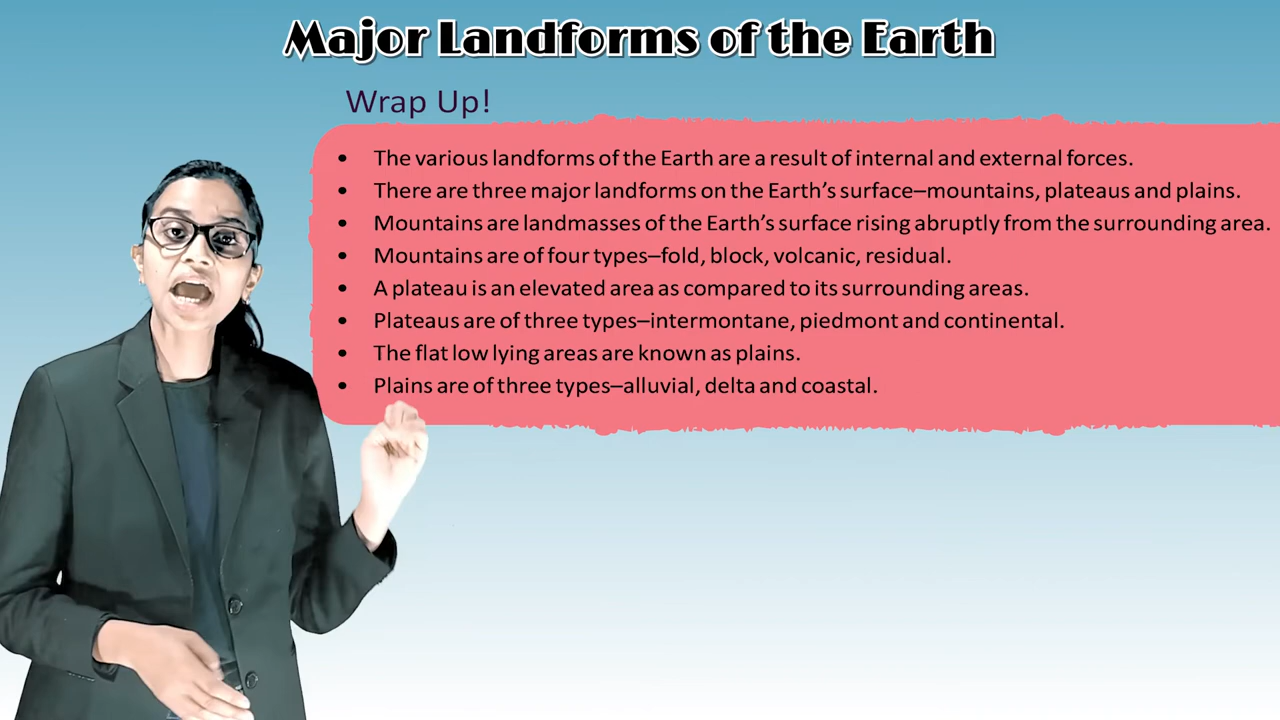 Major Landforms of the Earth
Wrap Up!
• The various landforms of the Earth are a result of internal and external forces.
• There are three major landforms on the Earth's surface–mountains, plateaus and plains.
• Mountains are landmasses of the Earth's surface rising abruptly from the surrounding area.
• Mountains are of four types–fold, block, volcanic, residual.
• A plateau is an elevated area as compared to its surrounding areas.
• Plateaus are of three types–intermontane, piedmont and continental.
• The flat low lying areas are known as plains.
• Plains are of three types–alluvial, delta and coastal.